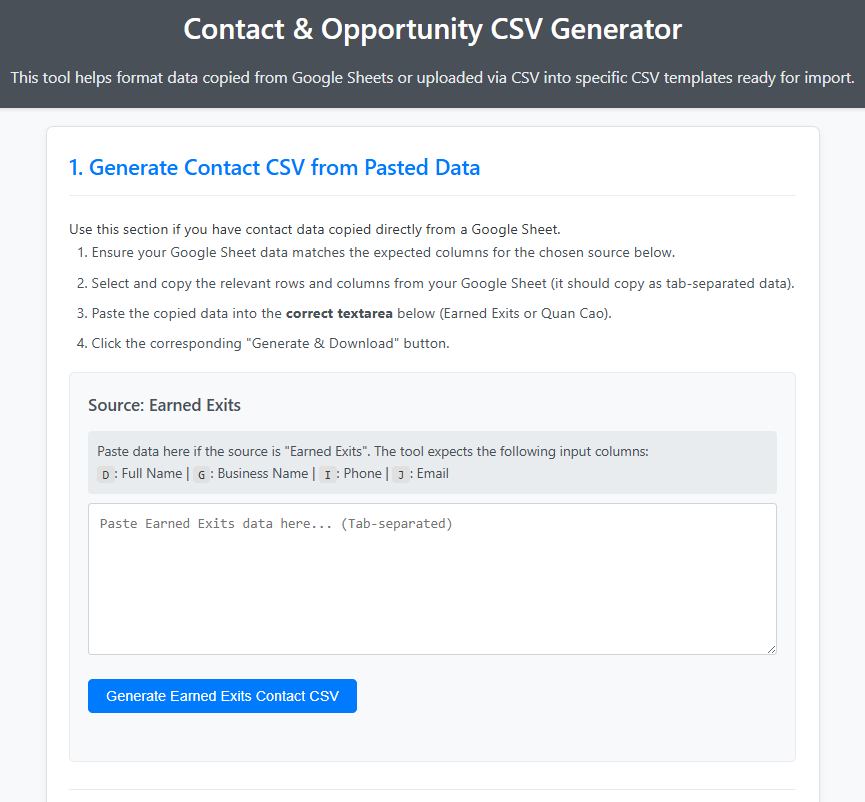 Contact & Opportunity CSV Generator
This tool helps format data copied from Google Sheets or uploaded via CSV into specific CSV templates ready for import.
1. Generate Contact CSV from Pasted Data
Use this section if you have contact data copied directly from a Google Sheet.
1. Ensure your Google Sheet data matches the expected columns for the chosen source below.
2. Select and copy the relevant rows and columns from your Google Sheet (it should copy as tab-separated data).
3. Paste the copied data into the correct textarea below (Earned Exits or Quan Cao).
4. Click the corresponding "Generate & Download" button.
Source: Earned Exits
Paste data here if the source is "Earned Exits". The tool expects the following input columns:
D: Full Name | G: Business Name | I: Phone | J: Email
Paste Earned Exits data here... (Tab-separated)
Generate Earned Exits Contact CSV